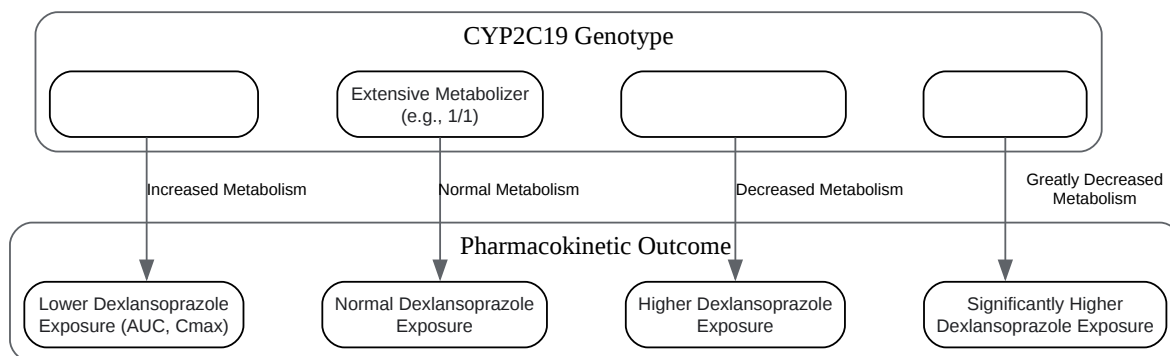 CYP2C19 Genotype
Extensive Metabolizer
(e.g., 1/1)
Increased Metabolism
Normal Metabolism
Decreased Metabolism
Greatly Decreased
Metabolism
Pharmacokinetic Outcome
Lower Dexlansoprazole
Exposure (AUC, Cmax)
Normal Dexlansoprazole
Exposure
Higher Dexlansoprazole
Exposure
Significantly Higher
Dexlansoprazole Exposure